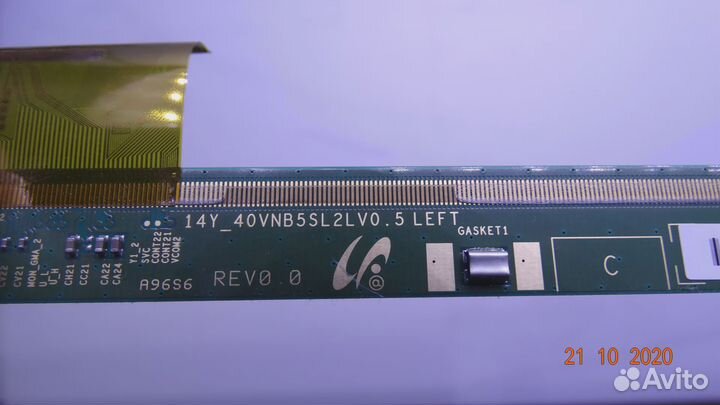 14Y_40VNB5SL2LV0.5 LEFT
GASKET1
Y1_2
SVC
CONT22
CONT21
VCOM2
CV22
CV21
MON_GMA_2
U_L
U_H
CH21
CC21
CA22
CA24
A96S6
REV0.0
C
@
21 10 2020
Avito